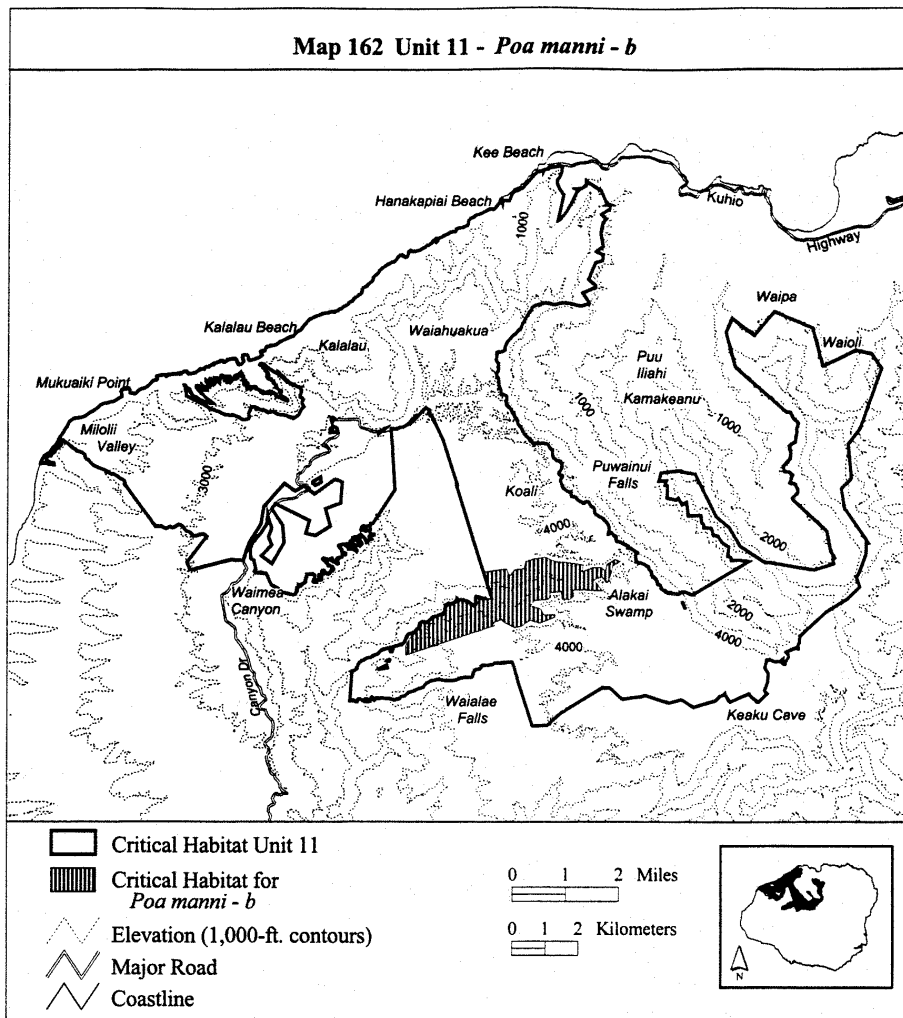 Map 162 Unit 11 - Poa manni - b
Kee Beach
Hanakapiai Beach
Kuhio
Highway
1000
Waipa
Kalalau Beach
Kalalau
Waiahuakua
Waioli
Puu
Iliahi
Mukuaiki Point
Kamakeanu
1000
1000
Milolii
Valley
3000
Puwainui
Falls
Koali
4000
2000
Waimea
Canyon
Alakai
Swamp
2000
4000
4000
Canyon Dr
Waialae
Falls
Keaku Cave
Critical Habitat Unit 11
Critical Habitat for
Poa manni - b
Elevation (1,000-ft. contours)
Major Road
Coastline
0 1 2 Miles
0 1 2 Kilometers
N